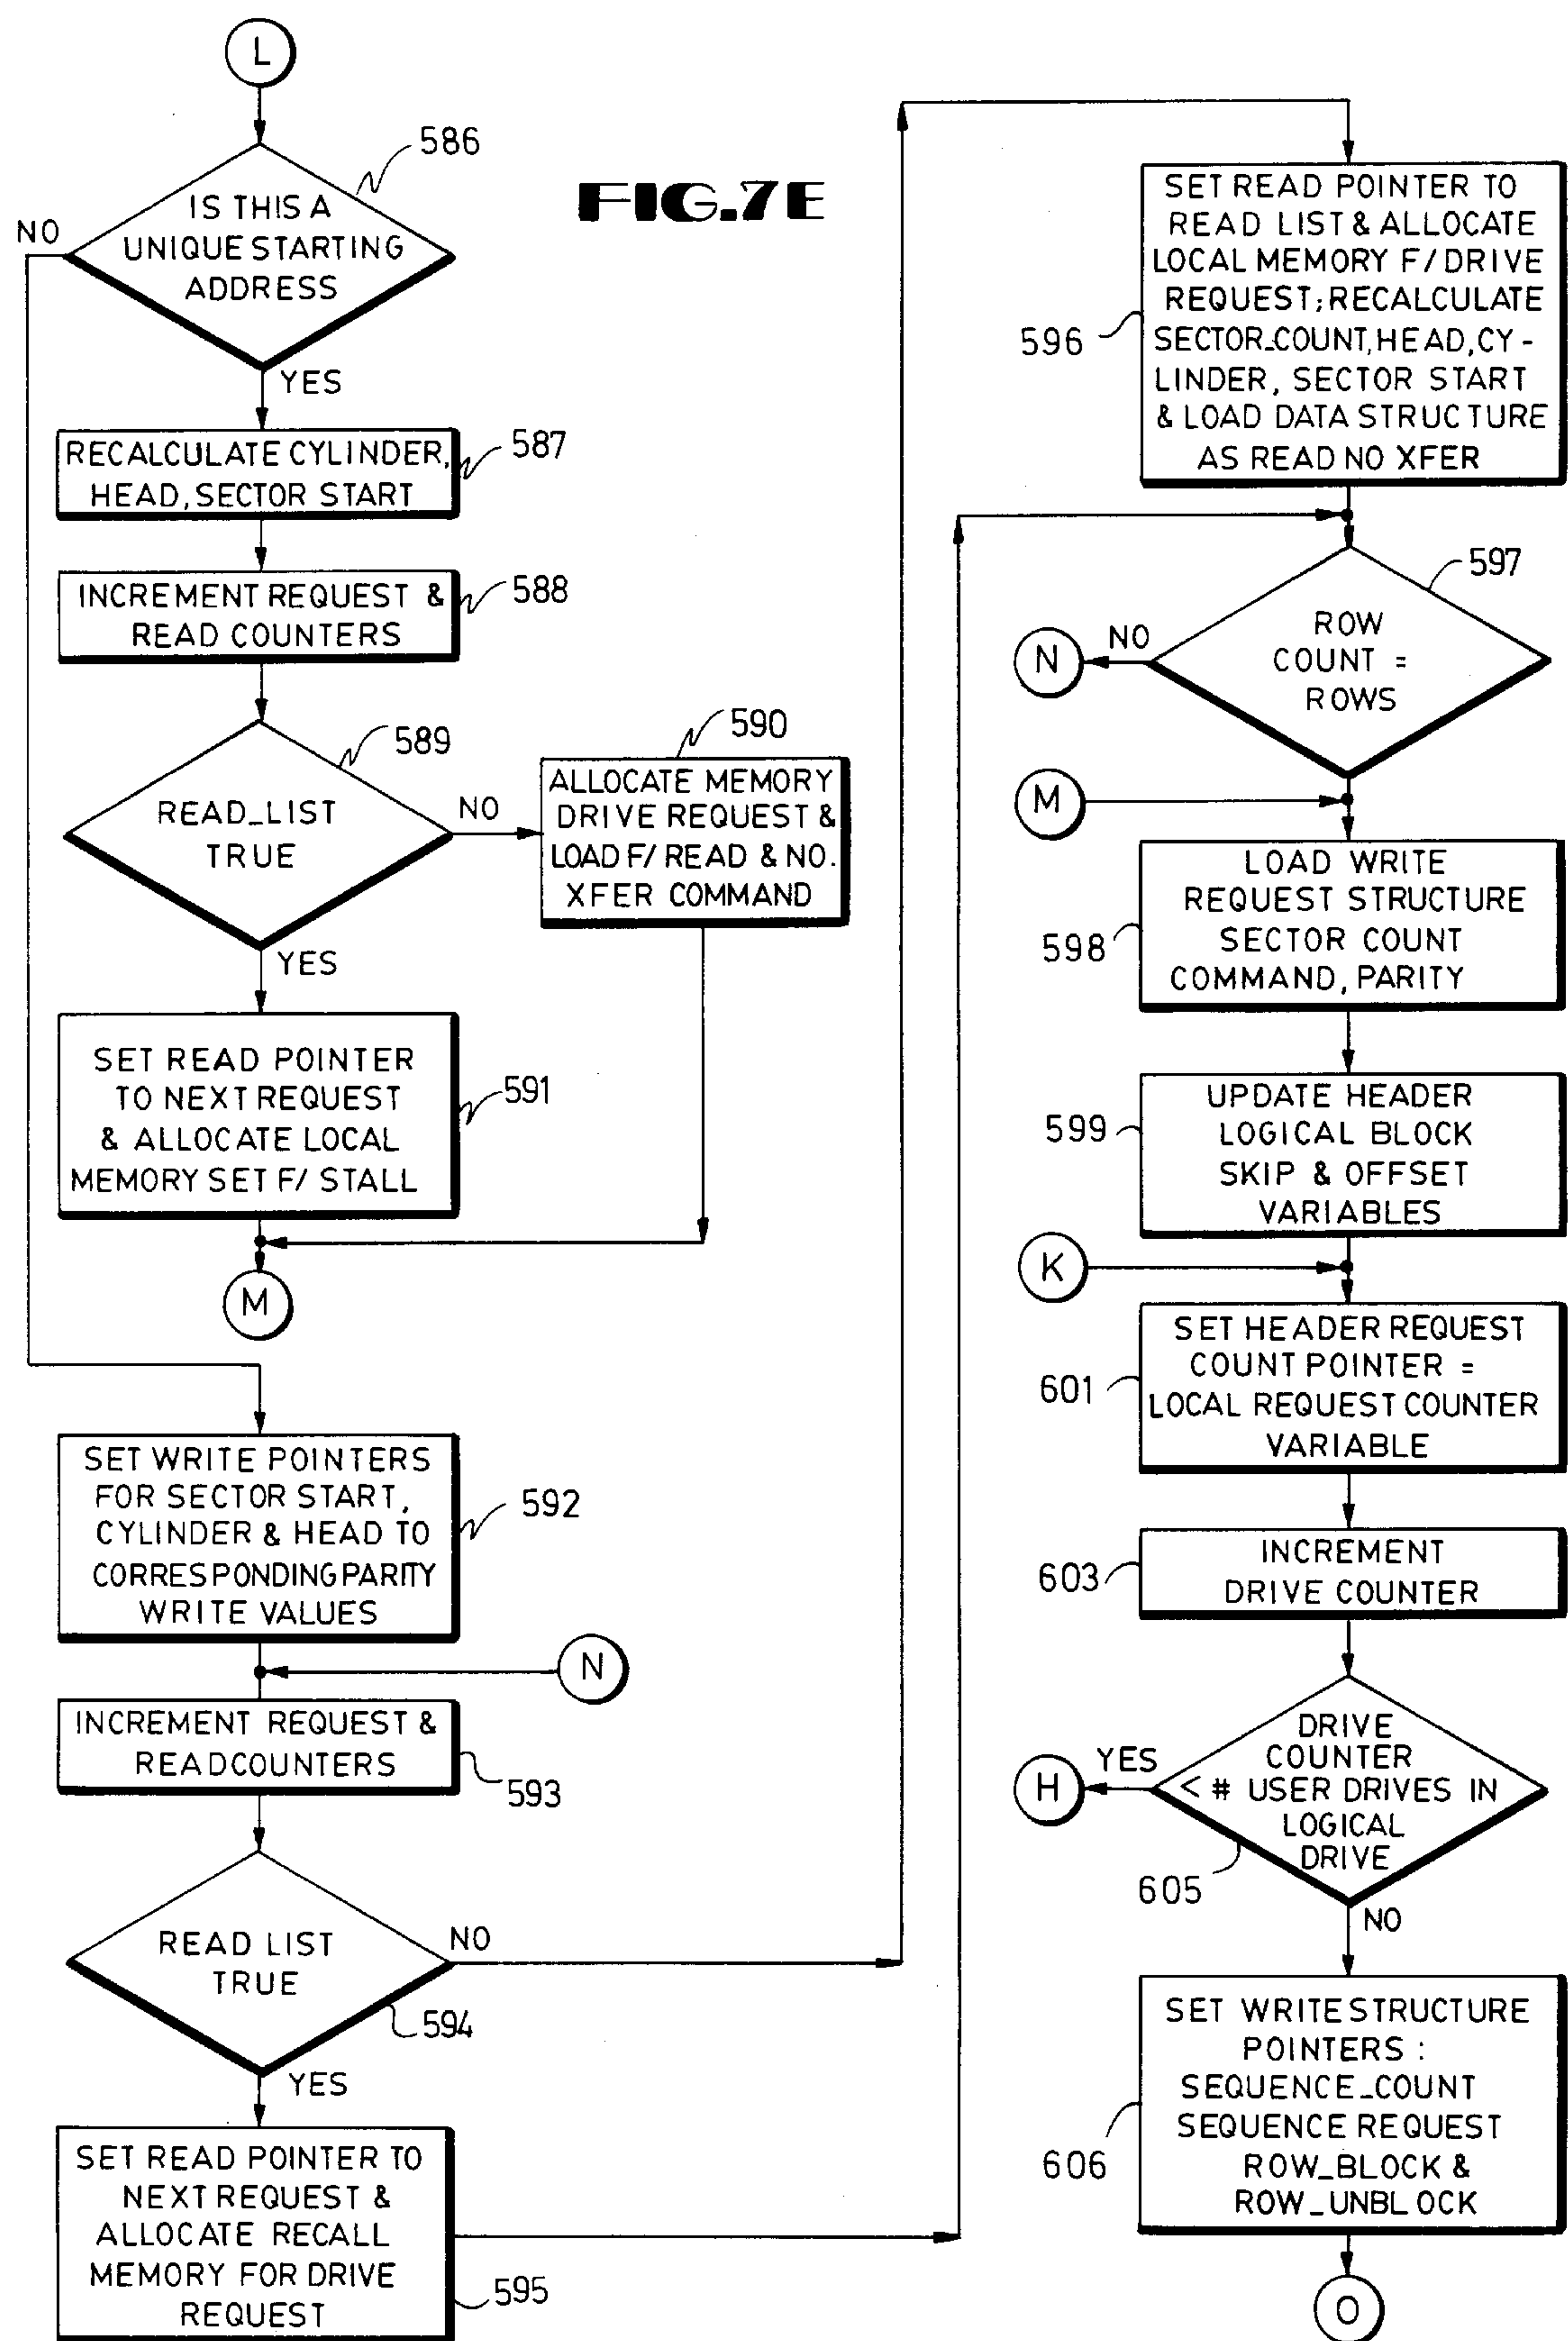 L
586
IS THIS A
UNIQUE STARTING
ADDRESS
NO
YES
FIG.7E
RECALCULATE CYLINDER,
HEAD, SECTOR START
587
INCREMENT REQUEST &
READ COUNTERS
588
589
READ_LIST
TRUE
NO
YES
590
ALLOCATE MEMORY
DRIVE REQUEST &
LOAD F/ READ & NO.
XFER COMMAND
SET READ POINTER
TO NEXT REQUEST
& ALLOCATE LOCAL
MEMORY SET F/ STALL
591
M
SET WRITE POINTERS
FOR SECTOR START,
CYLINDER & HEAD TO
CORRESPONDING PARITY
WRITE VALUES
592
N
INCREMENT REQUEST &
READCOUNTERS
593
READ LIST
TRUE
NO
594
YES
SET READ POINTER TO
NEXT REQUEST &
ALLOCATE RECALL
MEMORY FOR DRIVE
REQUEST
595
SET READ POINTER TO
READ LIST & ALLOCATE
LOCAL MEMORY F/ DRIVE
REQUEST; RECALCULATE
SECTOR_COUNT, HEAD, CY-
LINDER, SECTOR START
& LOAD DATA STRUCTURE
AS READ NO XFER
596
597
ROW
COUNT =
ROWS
NO
N
M
LOAD WRITE
REQUEST STRUCTURE
SECTOR COUNT
COMMAND, PARITY
598
UPDATE HEADER
LOGICAL BLOCK
SKIP & OFFSET
VARIABLES
599
K
SET HEADER REQUEST
COUNT POINTER =
LOCAL REQUEST COUNTER
VARIABLE
601
INCREMENT
DRIVE COUNTER
603
DRIVE
COUNTER
< # USER DRIVES IN
LOGICAL
DRIVE
YES
H
605
NO
SET WRITE STRUCTURE
POINTERS :
SEQUENCE_COUNT
SEQUENCE REQUEST
ROW_BLOCK &
ROW_UNBLOCK
606
O